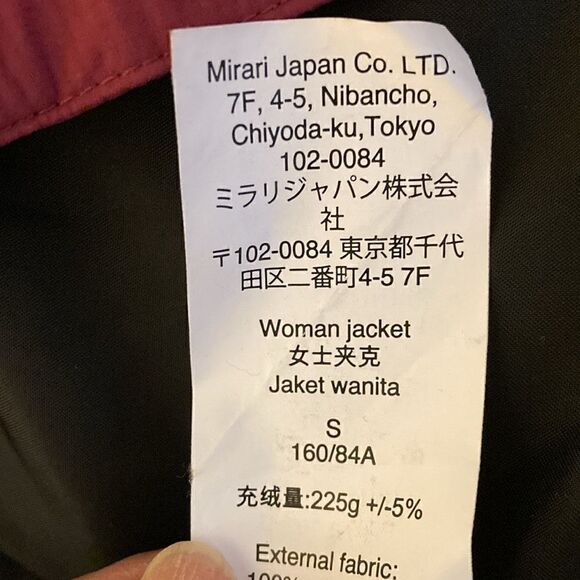 Mirari Japan Co. LTD.
7F, 4-5, Nibancho,
Chiyoda-ku,Tokyo
102-0084
ミラリジャパン株式会
社
〒102-0084 東京都千代
田区二番町4-5 7F
Woman jacket
女士夹克
Jaket wanita
S
160/84A
充绒量:225g +/-5%
External fabric:
100%